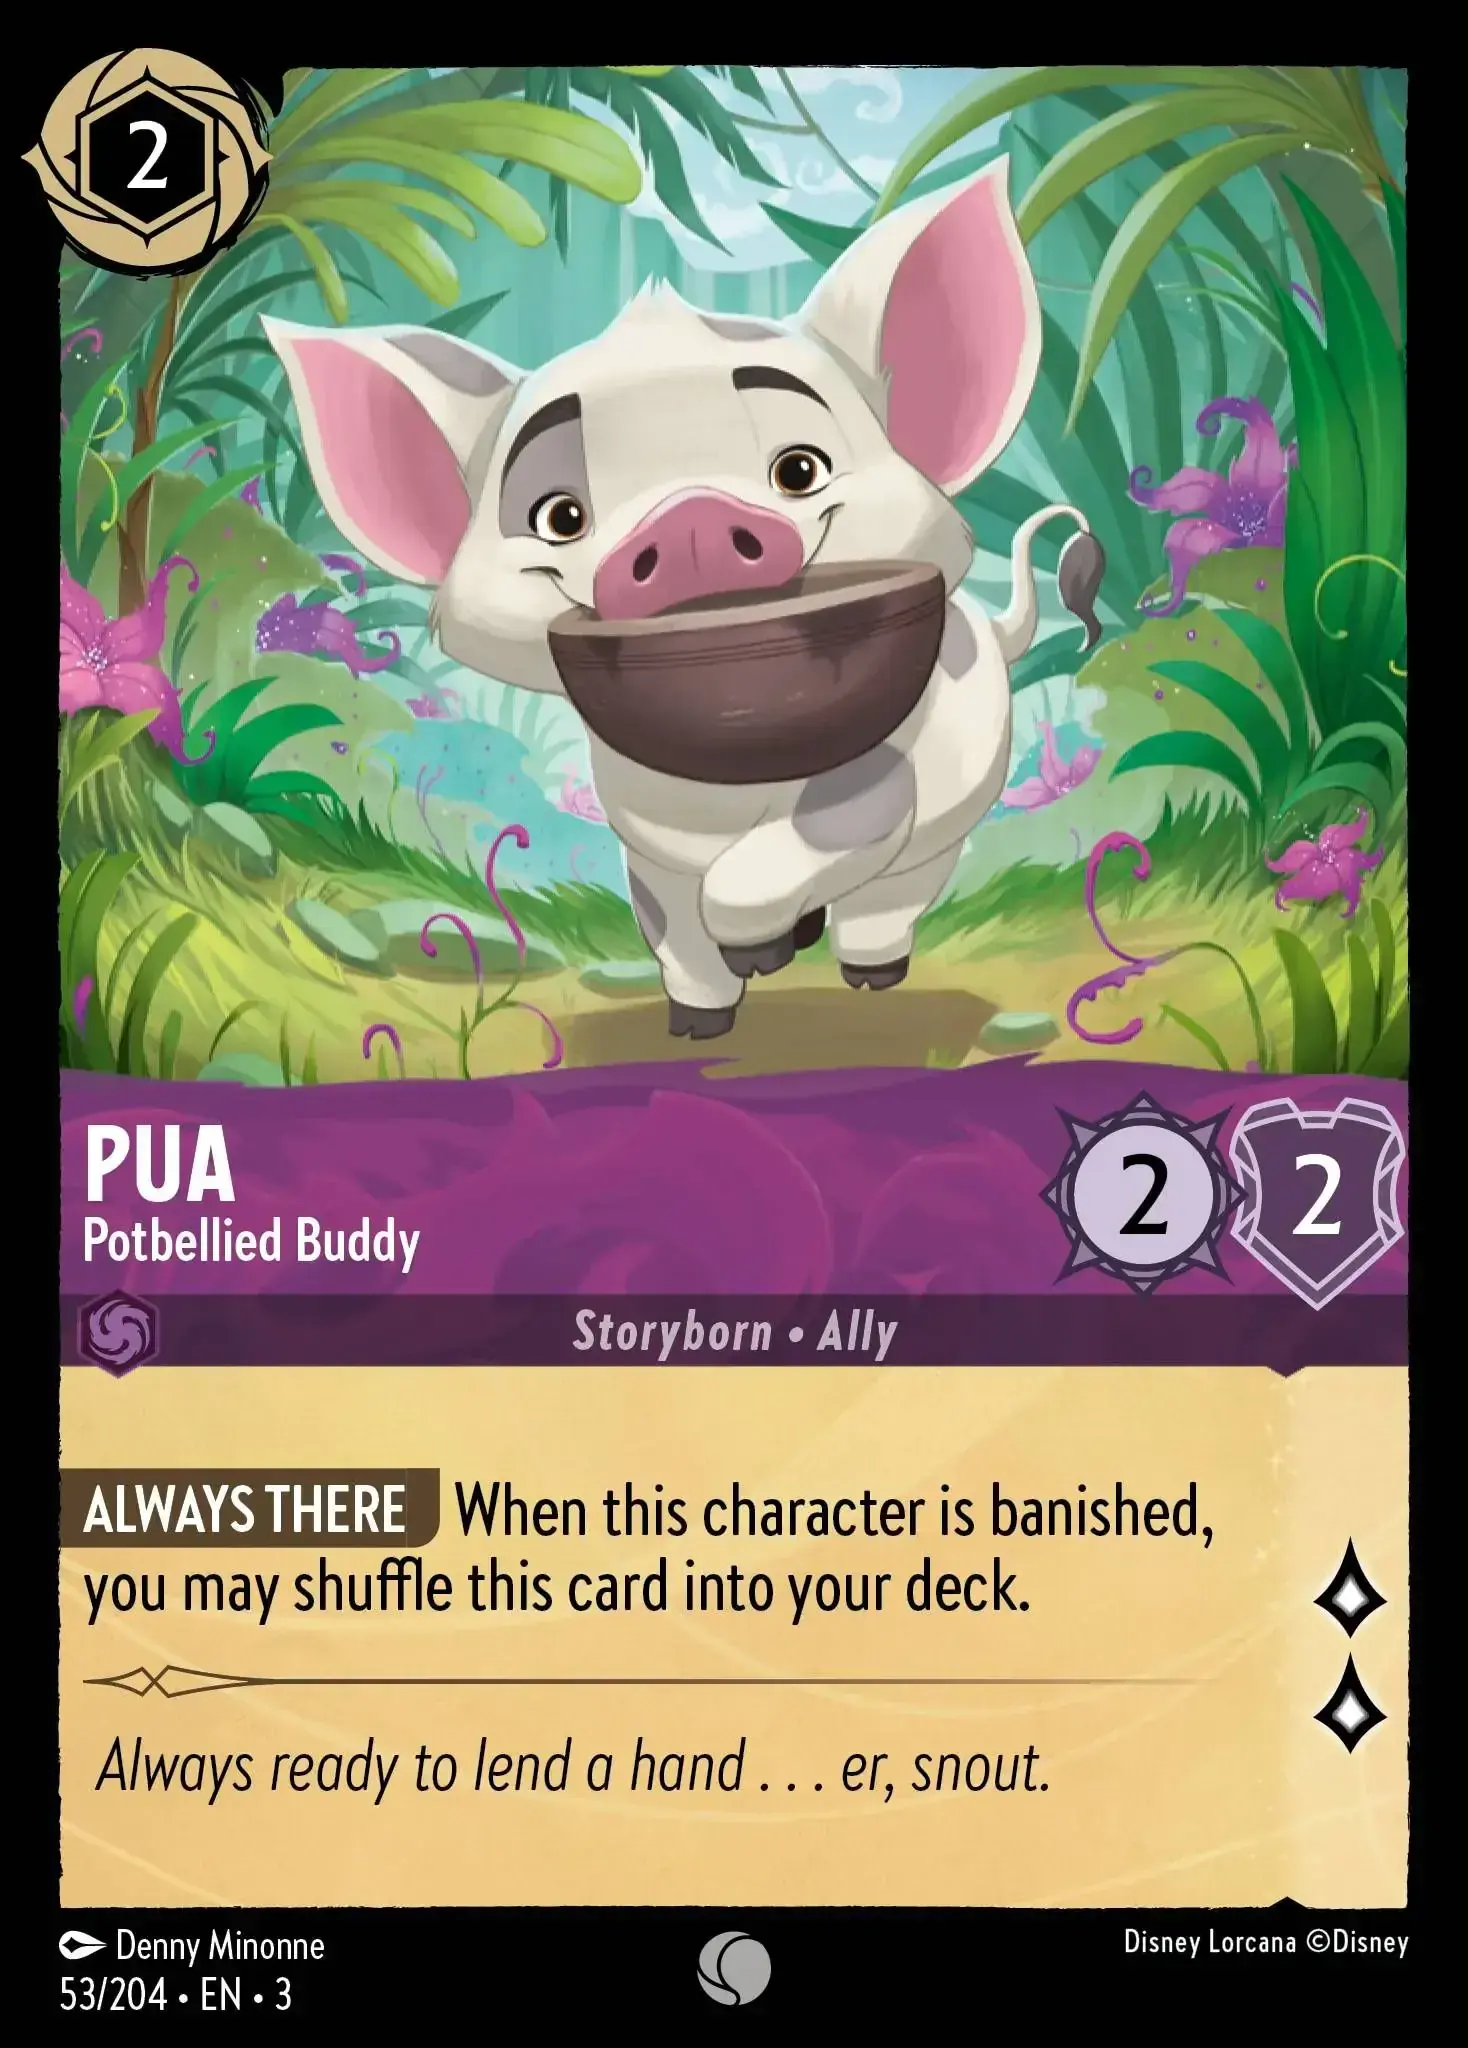 2
PUA
Potbellied Buddy
2
2
Storyborn • Ally
ALWAYS THERE When this character is banished,
you may shuffle this card into your deck.
Always ready to lend a hand . . . er, snout.
Denny Minonne
53/204 • EN • 3
Disney Lorcana ©Disney